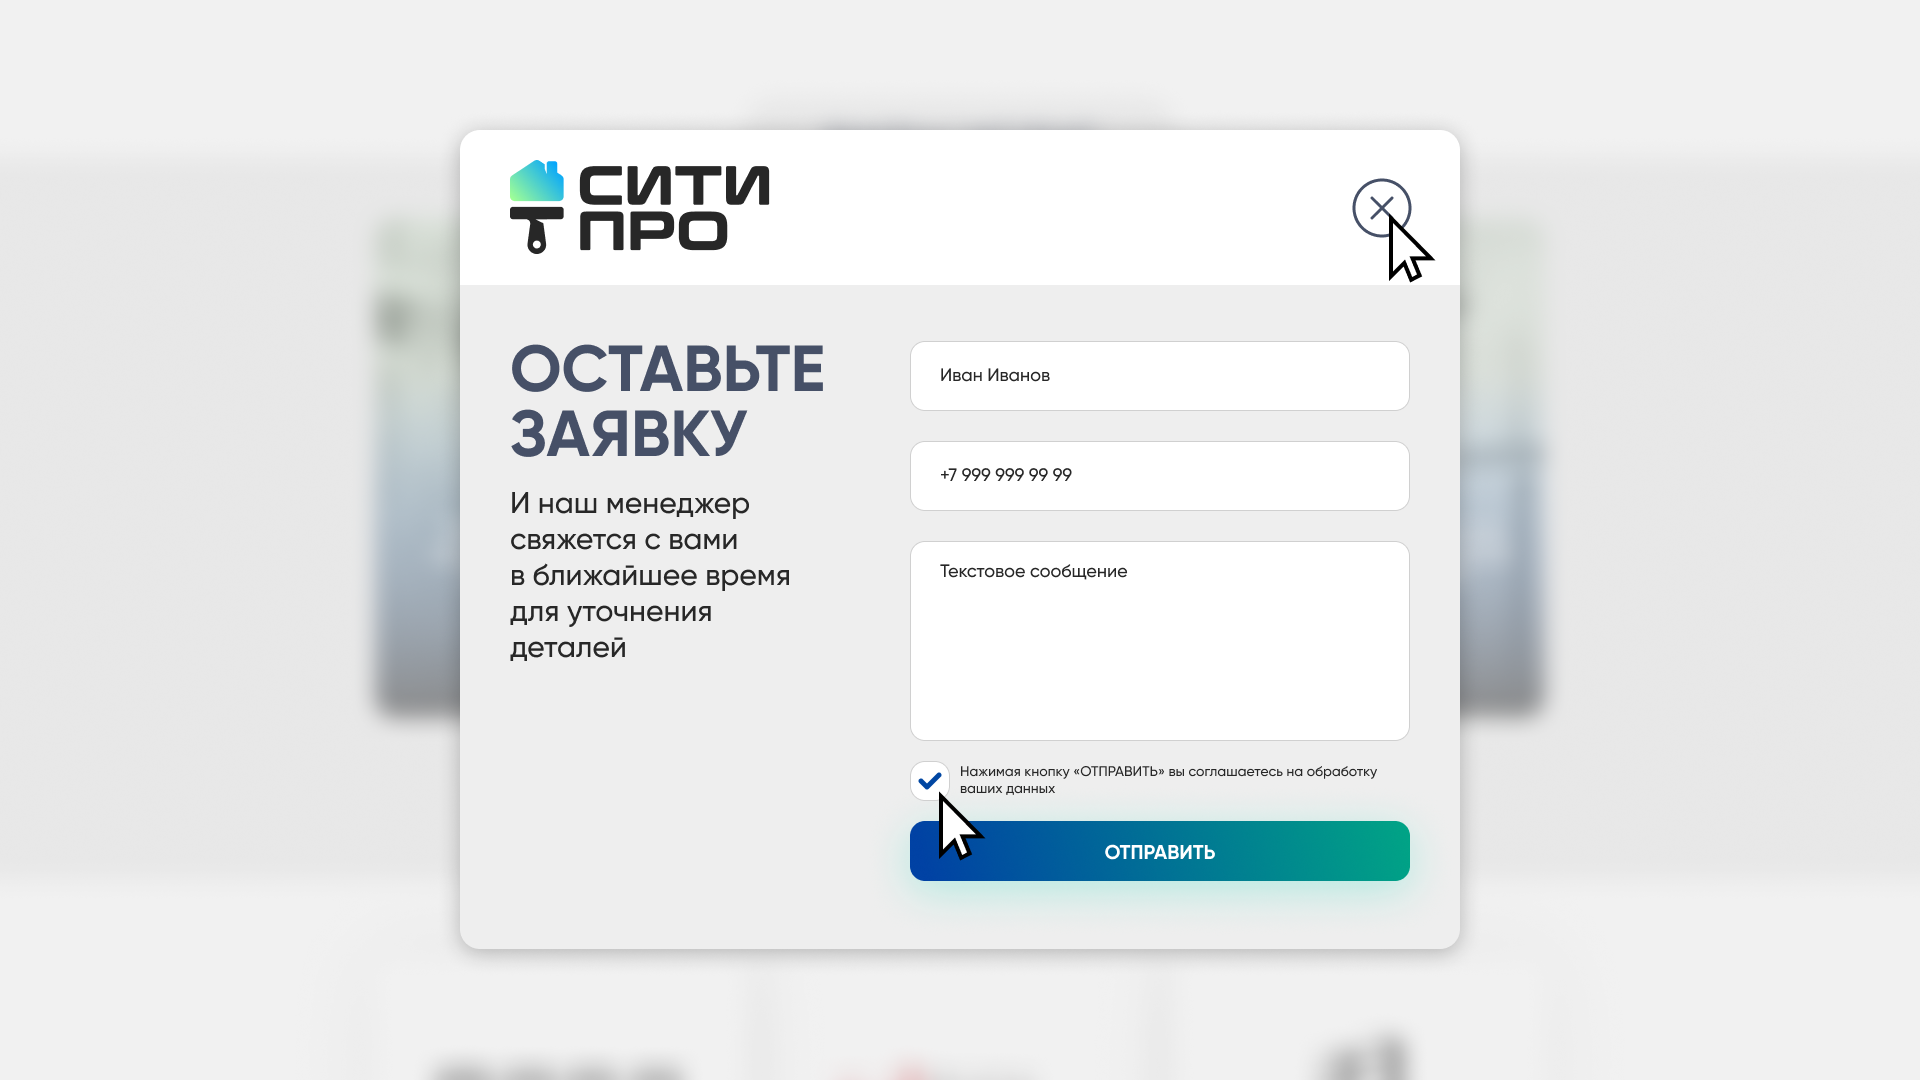 СИТИ
ПРО
ОСТАВЬТЕ
ЗАЯВКУ
И наш менеджер
свяжется с вами
в ближайшее время
для уточнения
деталей
Иван Иванов
+7 999 999 99 99
Текстовое сообщение
Нажимая кнопку «ОТПРАВИТЬ» вы соглашаетесь на обработку
ваших данных
ОТПРАВИТЬ